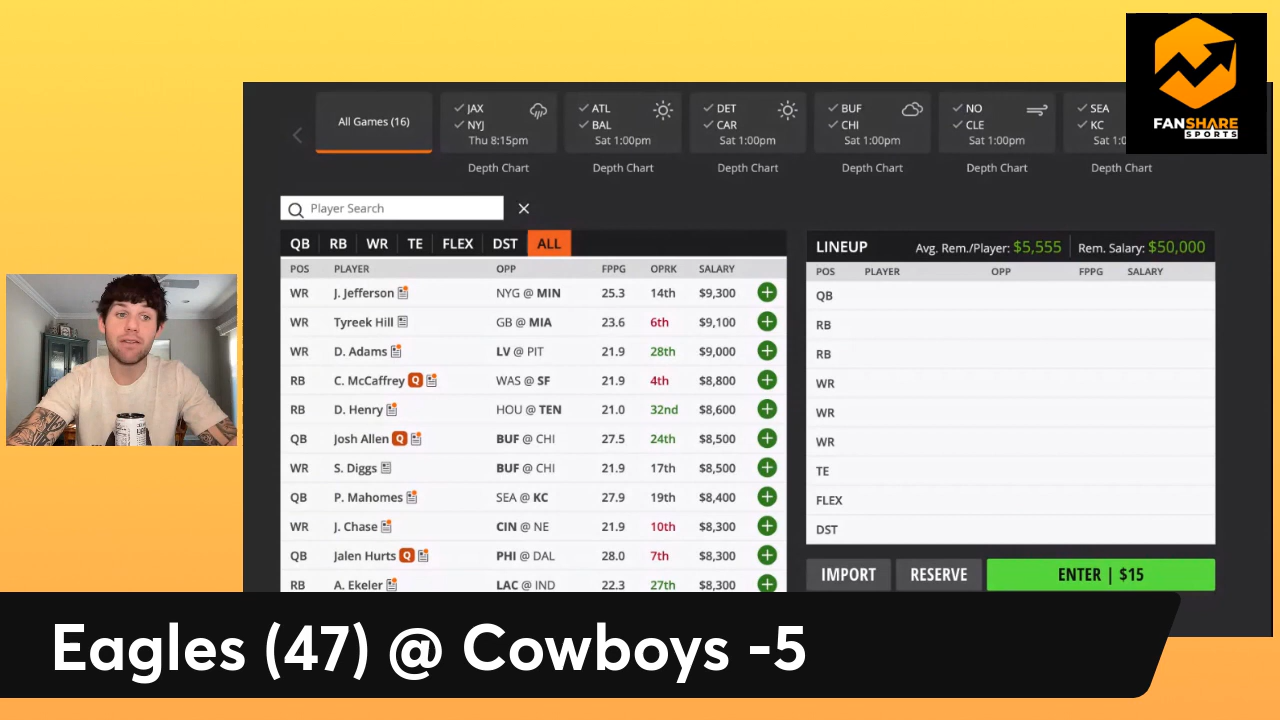 FANSHARE
SPORTS
All Games (16)
JAX
NYJ
Thu 8:15pm
ATL
BAL
Sat 1:00pm
DET
CAR
Sat 1:00pm
BUF
CHI
Sat 1:00pm
NO
CLE
Sat 1:00pm
SEA
KC
Sat 1:0
Depth Chart Depth Chart Depth Chart Depth Chart Depth Chart Depth Chart
Player Search
QB RB WR TE FLEX DST ALL
POS PLAYER OPP FPPG OPRK SALARY
WR J. Jefferson NYG @ MIN 25.3 14th $9,300
WR Tyreek Hill GB @ MIA 23.6 6th $9,100
WR D. Adams LV @ PIT 21.9 28th $9,000
RB C. McCaffrey Q WAS @ SF 21.9 4th $8,800
RB D. Henry HOU @ TEN 21.0 32nd $8,600
QB Josh Allen Q BUF @ CHI 27.5 24th $8,500
WR S. Diggs BUF @ CHI 21.9 17th $8,500
QB P. Mahomes SEA @ KC 27.9 19th $8,400
WR J. Chase CIN @ NE 21.9 10th $8,300
QB Jalen Hurts Q PHI @ DAL 28.0 7th $8,300
RB A. Ekeler LAC @ IND 22.3 27th $8,300
LINEUP Avg. Rem./Player: $5,555 Rem. Salary: $50,000
POS PLAYER OPP FPPG SALARY
QB
RB
RB
WR
WR
WR
TE
FLEX
DST
IMPORT RESERVE ENTER | $15
Eagles (47) @ Cowboys -5